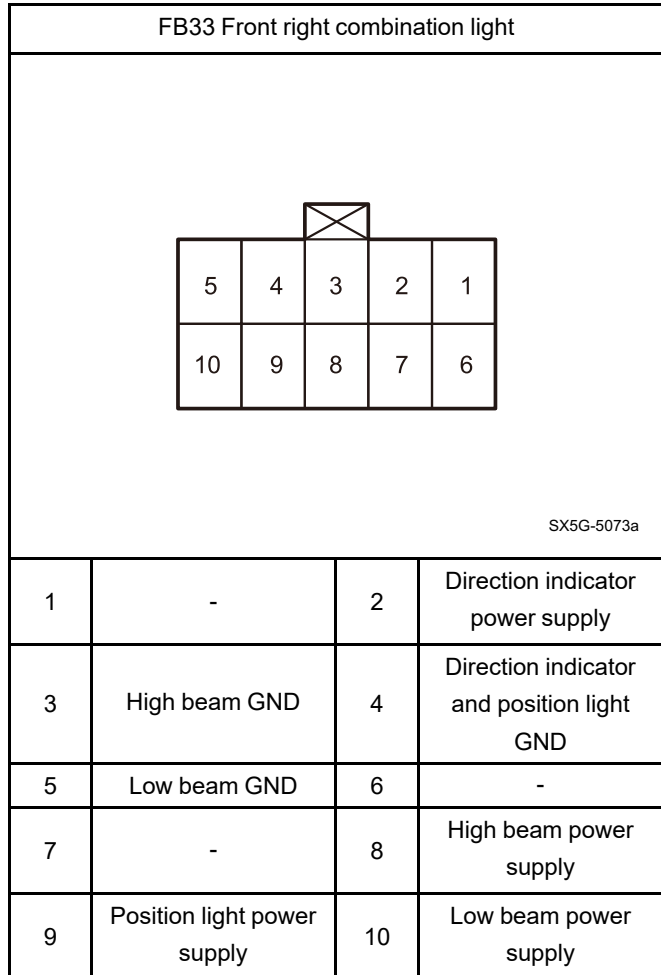 FB33 Front right combination light
5 4 3 2 1
10 9 8 7 6
SX5G-5073a
1 - 2 Direction indicator
power supply
3 High beam GND 4 Direction indicator
and position light
GND
5 Low beam GND 6 -
7 - 8 High beam power
supply
9 Position light power
supply 10 Low beam power
supply